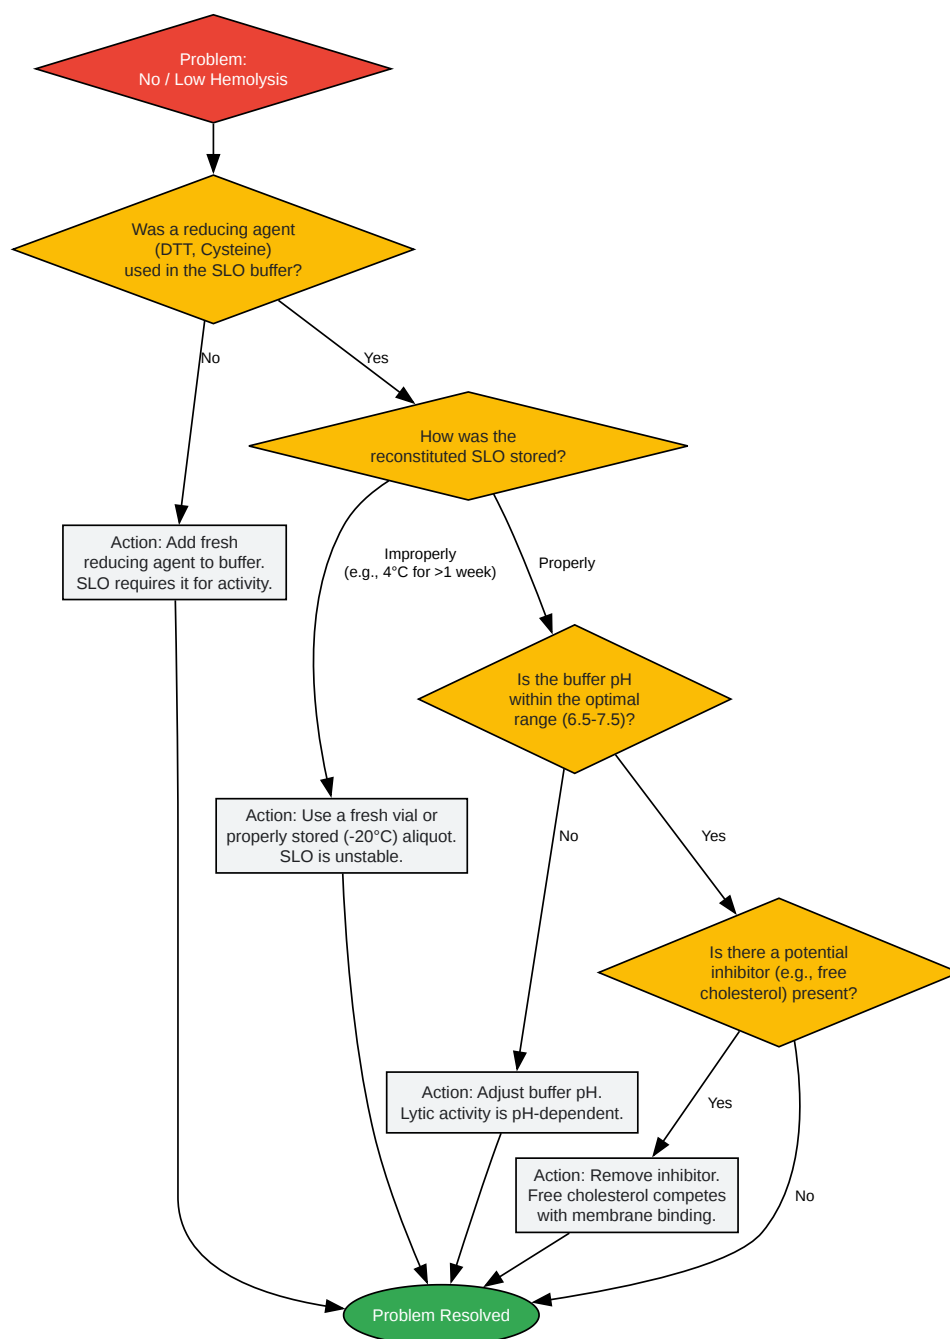 Problem:
No / Low Hemolysis
Was a reducing agent
(DTT, Cysteine)
used in the SLO buffer?
No
Yes
How was the
reconstituted SLO stored?
Action: Add fresh
reducing agent to buffer.
SLO requires it for activity.
Improperly
(e.g., 4°C for >1 week)
Properly
Is the buffer pH
within the optimal
range (6.5-7.5)?
Action: Use a fresh vial or
properly stored (-20°C) aliquot.
SLO is unstable.
No
Yes
Is there a potential
inhibitor (e.g., free
cholesterol) present?
Action: Adjust buffer pH.
Lytic activity is pH-dependent.
Yes
Action: Remove inhibitor.
Free cholesterol competes
with membrane binding.
No
Problem Resolved